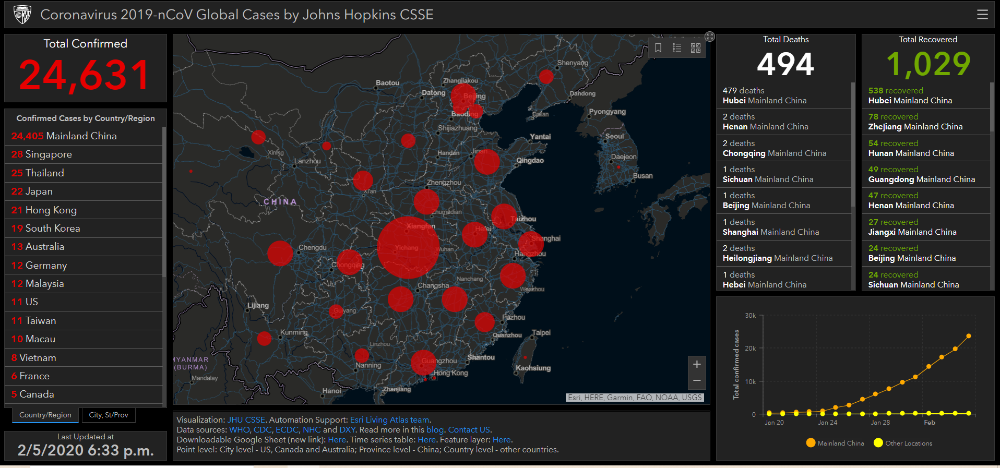 Coronavirus 2019-nCoV Global Cases by Johns Hopkins CSSE
Total Confirmed
24,631
Confirmed Cases by Country/Region
24,405 Mainland China
28 Singapore
25 Thailand
22 Japan
21 Hong Kong
19 South Korea
13 Australia
12 Germany
12 Malaysia
11 US
11 Taiwan
10 Macau
8 Vietnam
6 France
5 Canada
Country/Region
City, St/Prov
Last Updated at
2/5/2020 6:33 p.m.
Shenyang
Baotou
Zhangjiakou
Datong
Beijing
Dandong
Baoding
Dalian
Pyongyang
Shijiazhuang
Yantai
Seoul
Xining
Handan
Jinan
Lanzhou
Qingdao
Daejeon
Busan
Zhengzhou
Xi'an
CHINA
Zhumadian
Taizhou
Xiangfan
Hefei
Shanghai
Chengdu
Yichang
Wuhan
Hangzhou
Chongqing
Nanchang
Changsha
Wenzhou
Lijiang
Guiyang
Fuzhou
Kunming
Quanzhou
Taipei
Linzhou
MYANMAR
(BURMA)
Nanning
Guangzhou
Shantou
Kaohsiung
Mandalay
Hong Kong
Hanoi
Zhanjiang
Esri, HERE, Garmin, FAO, NOAA, USGS
Visualization: JHU CSSE. Automation Support: Esri Living Atlas team.
Data sources: WHO, CDC, ECDC, NHC and DXY. Read more in this blog. Contact US.
Downloadable Google Sheet (new link): Here. Time series table: Here. Feature layer: Here.
Point level: City level - US, Canada and Australia; Province level - China; Country level - other countries.
Total Deaths
494
479 deaths
Hubei Mainland China
2 deaths
Henan Mainland China
2 deaths
Chongqing Mainland China
1 deaths
Sichuan Mainland China
1 deaths
Beijing Mainland China
1 deaths
Shanghai Mainland China
2 deaths
Heilongjiang Mainland China
1 deaths
Hebei Mainland China
Total Recovered
1,029
538 recovered
Hubei Mainland China
78 recovered
Zhejiang Mainland China
54 recovered
Hunan Mainland China
49 recovered
Guangdong Mainland China
47 recovered
Henan Mainland China
27 recovered
Jiangxi Mainland China
24 recovered
Beijing Mainland China
24 recovered
Sichuan Mainland China
Total confirmed cases
30k
20k
10k
0
Jan 20
Jan 24
Jan 28
Feb
Mainland China
Other Locations